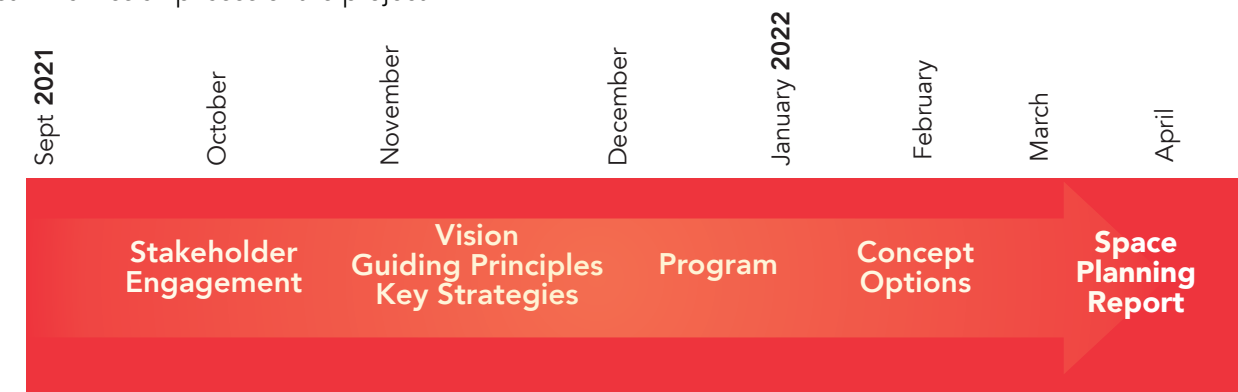 Sept 2021
October
November
December
January 2022
February
March
April
Stakeholder
Engagement
Vision
Guiding Principles
Key Strategies
Program
Concept
Options
Space
Planning
Report